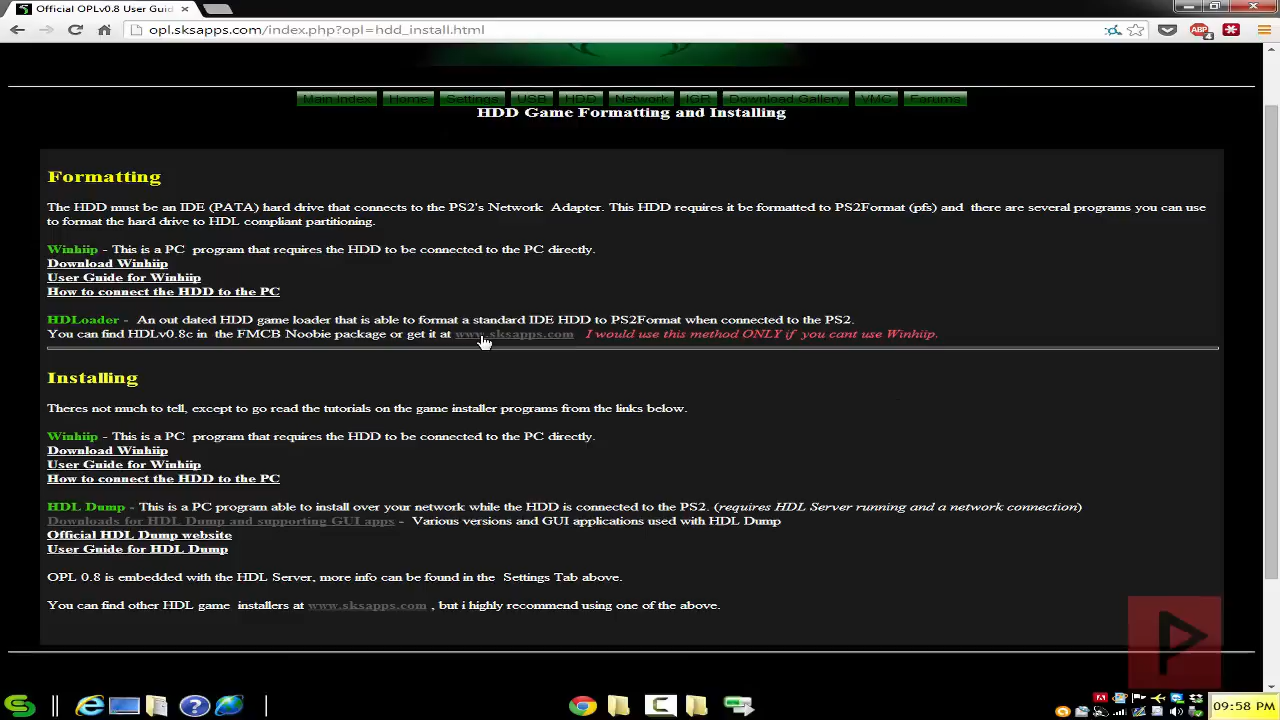 Official OPLv0.8 User Guid
opl.sksapps.com/index.php?opl=hdd_install.html
Main Index Home Settings USB HDD Network IGR Download Gallery VMC Forums
HDD Game Formatting and Installing
Formatting
The HDD must be an IDE (PATA) hard drive that connects to the PS2's Network Adapter. This HDD requires it be formatted to PS2Format (pfs) and there are several programs you can use
to format the hard drive to HDL compliant partitioning.
Winhiip - This is a PC program that requires the HDD to be connected to the PC directly.
Download Winhiip
User Guide for Winhiip
How to connect the HDD to the PC
HDLoader - An out dated HDD game loader that is able to format a standard IDE HDD to PS2Format when connected to the PS2.
You can find HDLv0.8c in the FMCB Noobie package or get it at www.sksapps.com I would use this method ONLY if you cant use Winhiip.
Installing
Theres not much to tell, except to go read the tutorials on the game installer programs from the links below.
Winhiip - This is a PC program that requires the HDD to be connected to the PC directly.
Download Winhiip
User Guide for Winhiip
How to connect the HDD to the PC
HDL Dump - This is a PC program able to install over your network while the HDD is connected to the PS2. (requires HDL Server running and a network connection)
Downloads for HDL Dump and supporting GUI apps - Various versions and GUI applications used with HDL Dump
Official HDL Dump website
User Guide for HDL Dump
OPL 0.8 is embedded with the HDL Server, more info can be found in the Settings Tab above.
You can find other HDL game installers at www.sksapps.com , but i highly recommend using one of the above.
09:58 PM